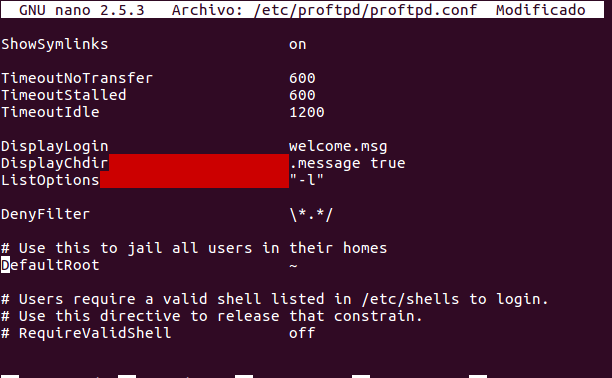 GNU nano 2.5.3 Archivo: /etc/proftpd/proftpd.conf Modificado
ShowSymlinks on
TimeoutNoTransfer 600
TimeoutStalled 600
TimeoutIdle 1200
DisplayLogin welcome.msg
DisplayChdir .message true
ListOptions "-l"
DenyFilter \*.*/
# Use this to jail all users in their homes
DefaultRoot ~
# Users require a valid shell listed in /etc/shells to login.
# Use this directive to release that constrain.
# RequireValidShell off